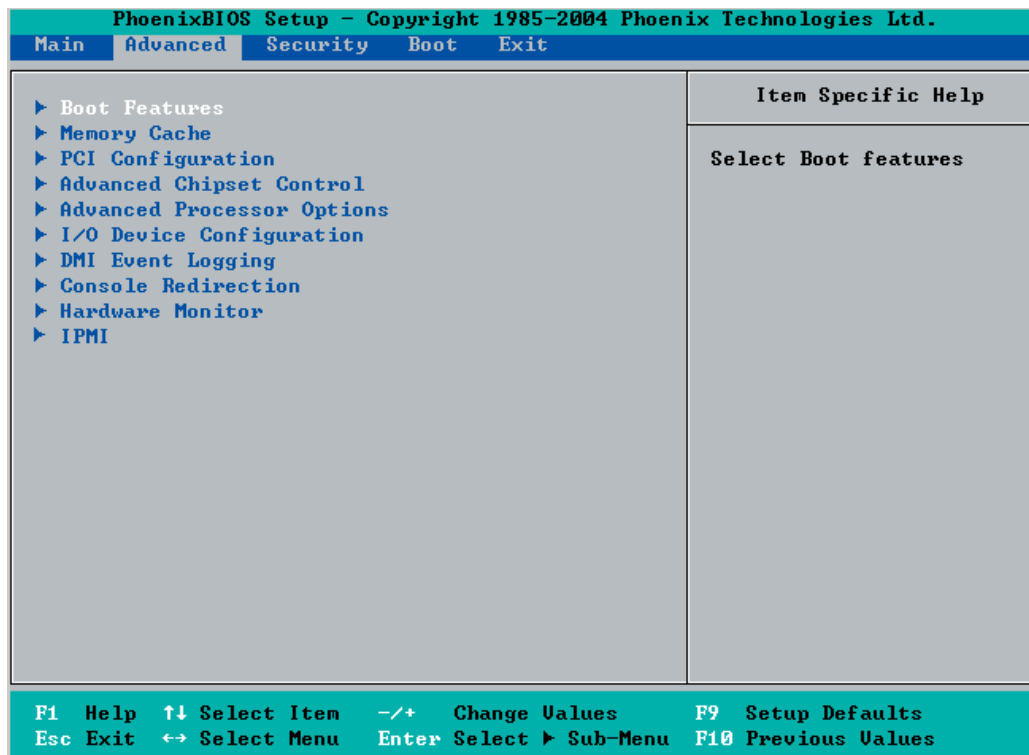 PhoenixBIOS Setup - Copyright 1985-2004 Phoenix Technologies Ltd.
Main Advanced Security Boot Exit
Item Specific Help
Select Boot features
▶ Boot Features
▶ Memory Cache
▶ PCI Configuration
▶ Advanced Chipset Control
▶ Advanced Processor Options
▶ I/O Device Configuration
▶ DMI Event Logging
▶ Console Redirection
▶ Hardware Monitor
▶ IPMI
F1 Help ↑↓ Select Item -/+ Change Values F9 Setup Defaults
Esc Exit ↔ Select Menu Enter Select ▶ Sub-Menu F10 Previous Values